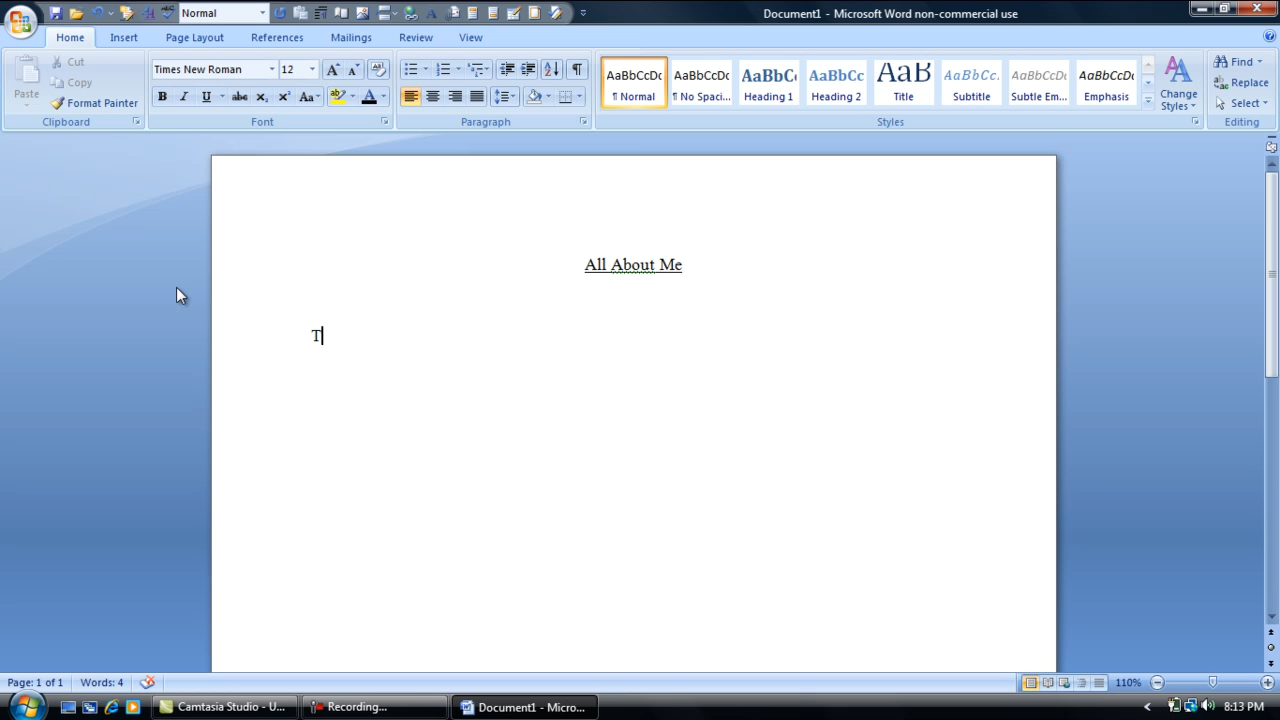 Normal
Document1 - Microsoft Word non-commercial use
Home Insert Page Layout References Mailings Review View
Paste
Cut
Copy
Format Painter
Clipboard
Times New Roman 12
Font
Paragraph
AaBbCcDc AaBbCcDc AaBbCc AaBbCc AaB AaBbCc. AaBbCcDc AaBbCcDc
¶ Normal ¶ No Spaci... Heading 1 Heading 2 Title Subtitle Subtle Em... Emphasis
Change
Styles
Styles
Find
Replace
Select
Editing
All About Me
T
Page: 1 of 1 Words: 4 110%
Camtasia Studio - U... Recording... Document1 - Micro... 8:13 PM